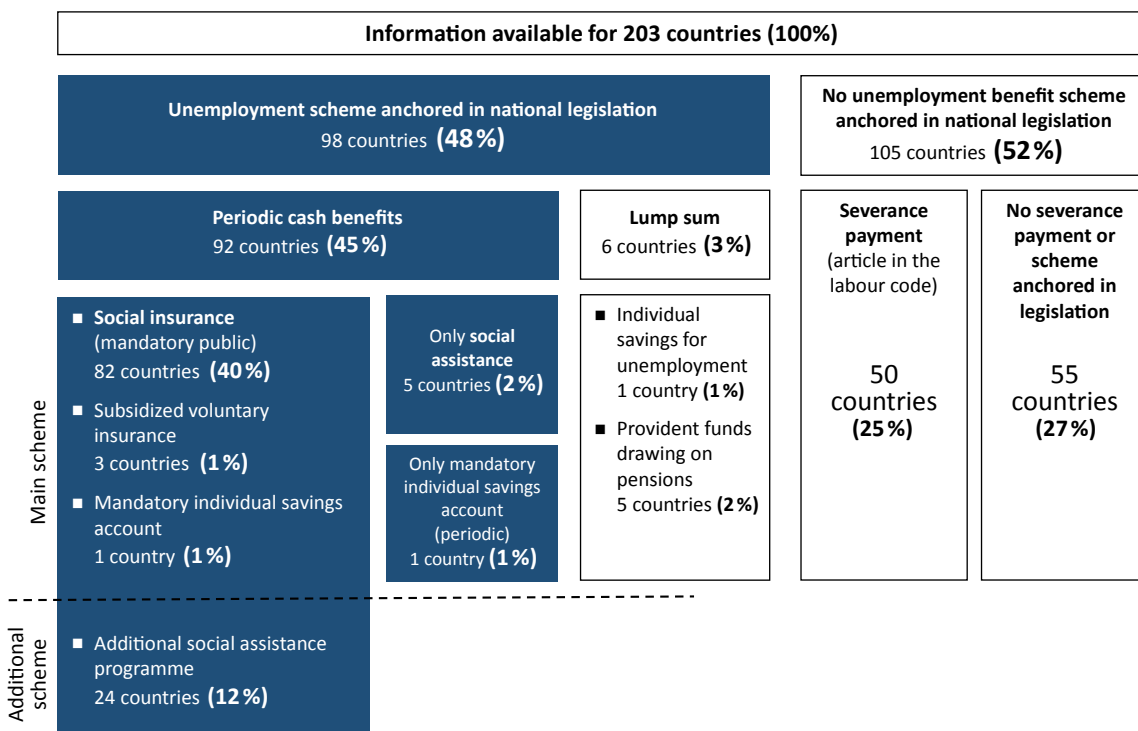 Information available for 203 countries (100%)
Unemployment scheme anchored in national legislation
98 countries (48%)
No unemployment benefit scheme
anchored in national legislation
105 countries (52%)
Periodic cash benefits
92 countries (45%)
Lump sum
6 countries (3%)
Severance
payment
(article in the
labour code)
50
countries
(25%)
No severance
payment or
scheme
anchored in
legislation
55
countries
(27%)
Main scheme
■ Social insurance
(mandatory public)
82 countries (40%)
■ Subsidized voluntary
insurance
3 countries (1%)
■ Mandatory individual savings
account
1 country (1%)
Only social
assistance
5 countries (2%)
Only mandatory
individual savings
account
(periodic)
1 country (1%)
■ Individual
savings for
unemployment
1 country (1%)
■ Provident funds
drawing on
pensions
5 countries (2%)
Additional
scheme
■ Additional social assistance
programme
24 countries (12%)